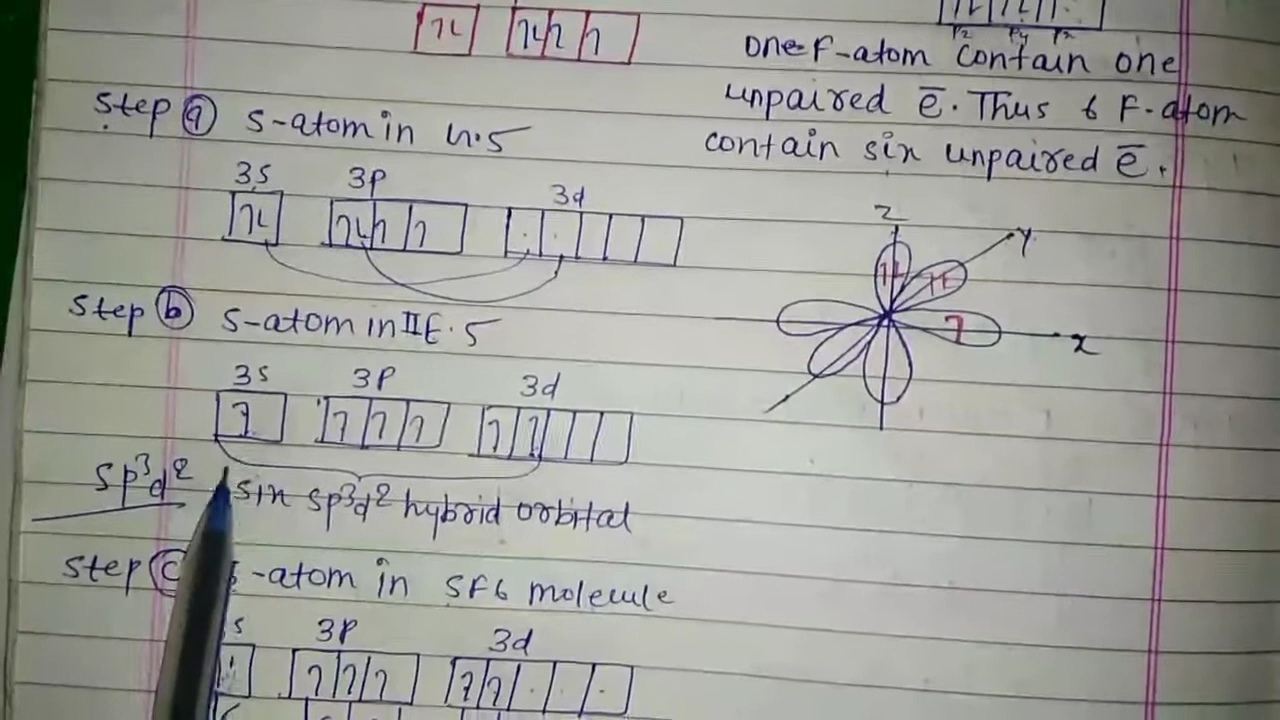 one F-atom contain one
unpaired e̅. Thus 6 F-atom
contain six unpaired e̅.
Step (a) S-atom in G.S
3s 3p 3d
Z
Y
X
Step (b) S-atom in II E.S
3s 3p 3d
sp³d² six sp³d² hybrid orbital
Step (c) -atom in SF6 molecule
s 3p 3d